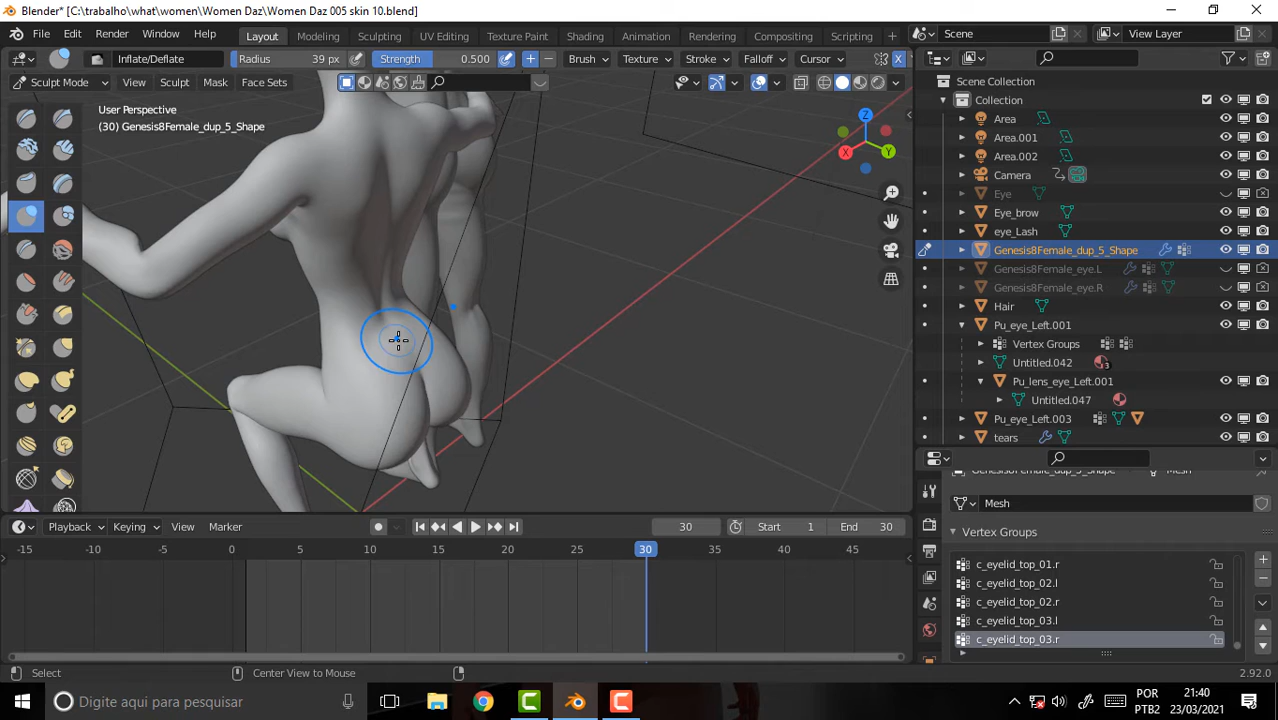 Blender* [C:\trabalho\what\women\Women Daz\Women Daz 005 skin 10.blend]
File Edit Render Window Help Layout Modeling Sculpting UV Editing Texture Paint Shading Animation Rendering Compositing Scripting + Scene View Layer
Inflate/Deflate Radius 39 px Strength 0.500 Brush Texture Stroke Falloff Cursor X
Sculpt Mode View Sculpt Mask Face Sets
User Perspective
(30) Genesis8Female_dup_5_Shape
Z
X Y
Scene Collection
Collection
Area
Area.001
Area.002
Camera
Eye
Eye_brow
eye_Lash
Genesis8Female_dup_5_Shape
Genesis8Female_eye.L
Genesis8Female_eye.R
Hair
Pu_eye_Left.001
Vertex Groups
Untitled.042 3
Pu_lens_eye_Left.001
Untitled.047
Pu_eye_Left.003
tears
Genesis8Female_dup_5_Shape Mesh
Mesh
Vertex Groups
c_eyelid_top_01.r
c_eyelid_top_02.l
c_eyelid_top_02.r
c_eyelid_top_03.l
c_eyelid_top_03.r
Playback Keying View Marker 30 Start 1 End 30
-15 -10 -5 0 5 10 15 20 25 30 35 40 45
Select Center View to Mouse 2.92.0
Digite aqui para pesquisar
POR
PTB2
21:40
23/03/2021